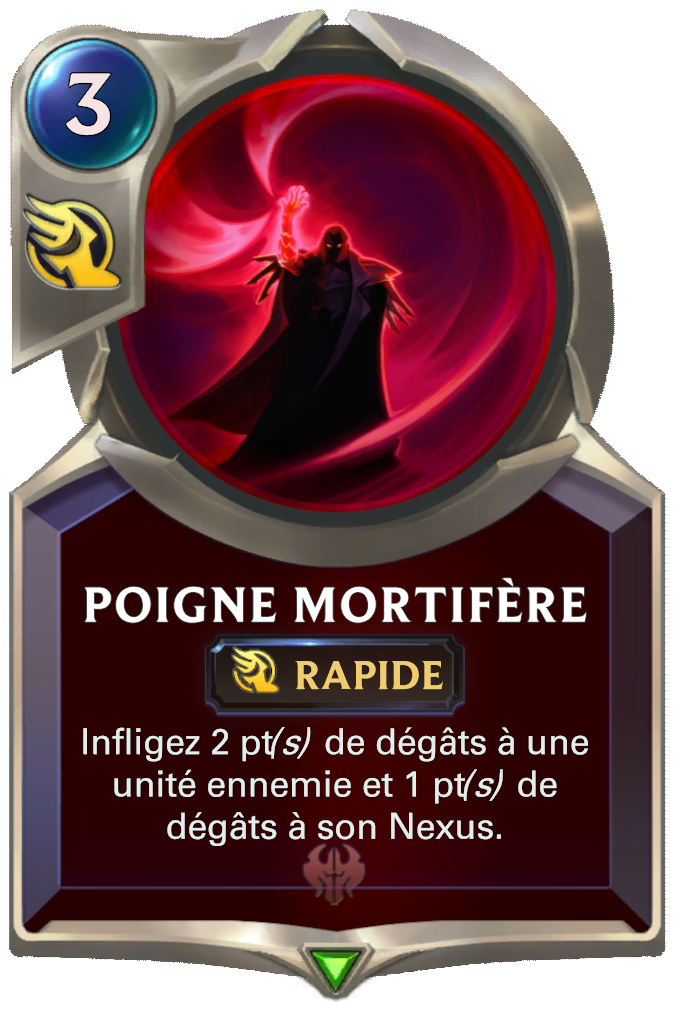 3
POIGNE MORTIFÈRE
RAPIDE
Infligez 2 pt(s) de dégâts à une
unité ennemie et 1 pt(s) de
dégâts à son Nexus.